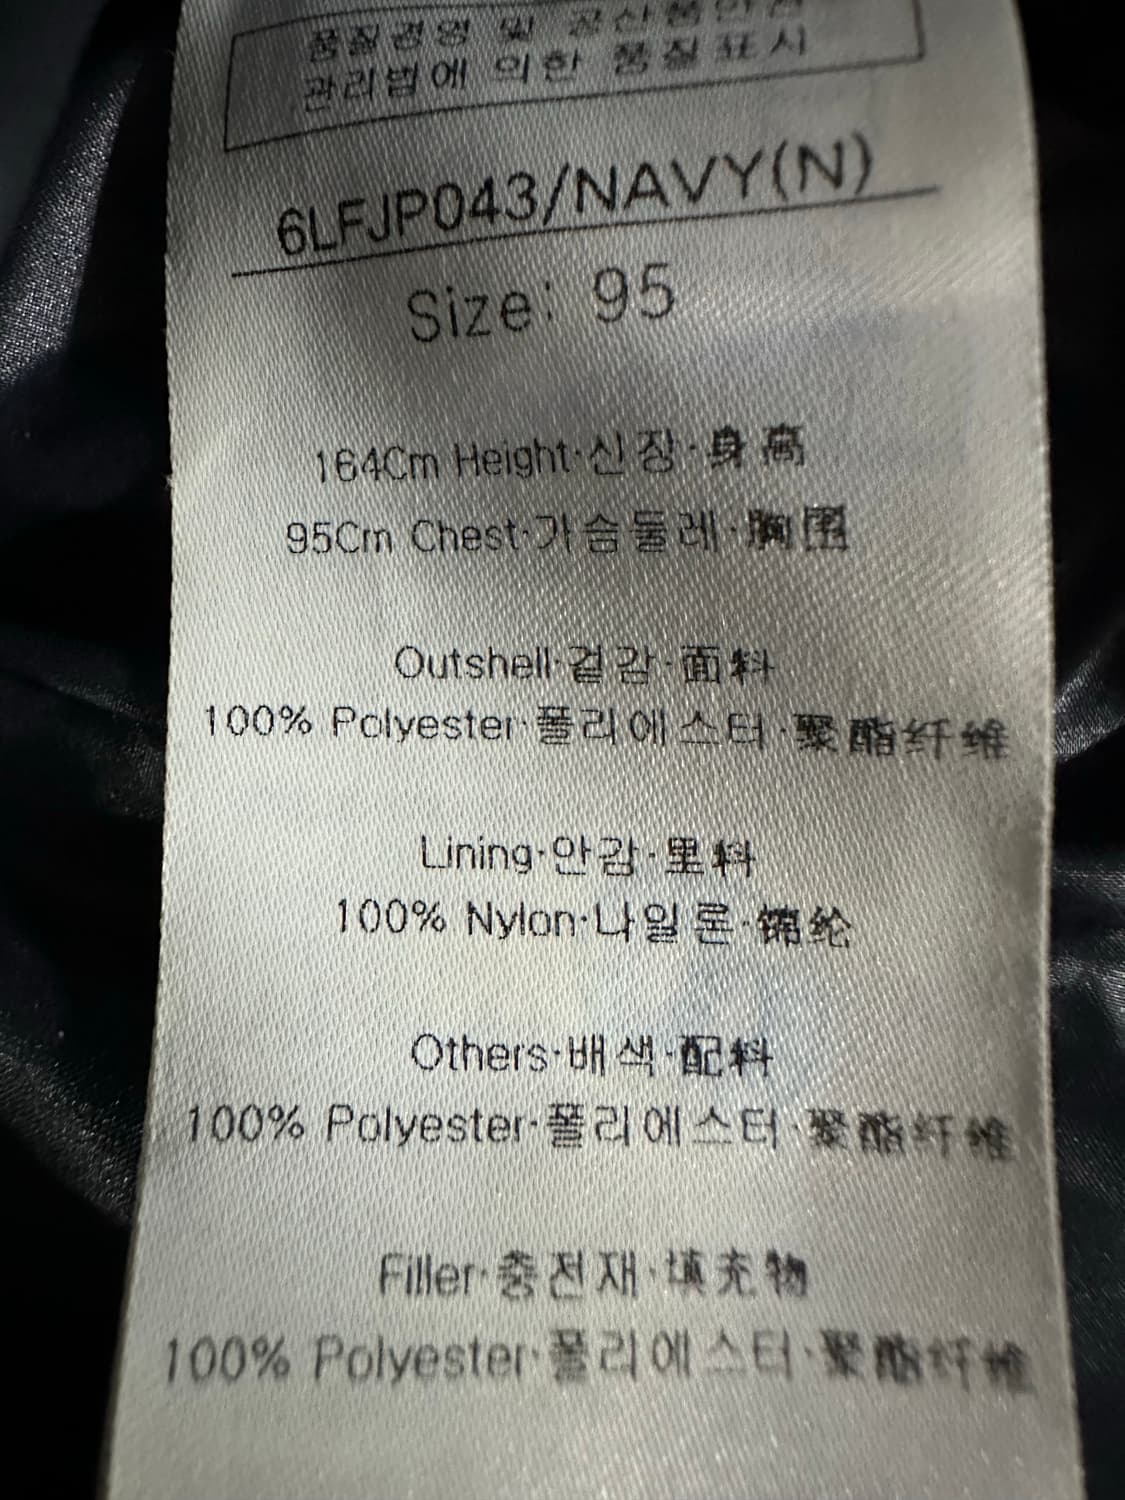 품질경영 및 공산품안전
관리법에 의한 품질표시
6LFJP043/NAVY(N)
Size: 95
164Cm Height·신장·身高
95Cm Chest·가슴둘레·胸围
Outshell·겉감·面料
100% Polyester·폴리에스터·聚酯纤维
Lining·안감·里料
100% Nylon·나일론·锦纶
Others·배색·配料
100% Polyester·폴리에스터·聚酯纤维
Filler·충전재·填充物
100% Polyester·폴리에스터·聚酯纤维